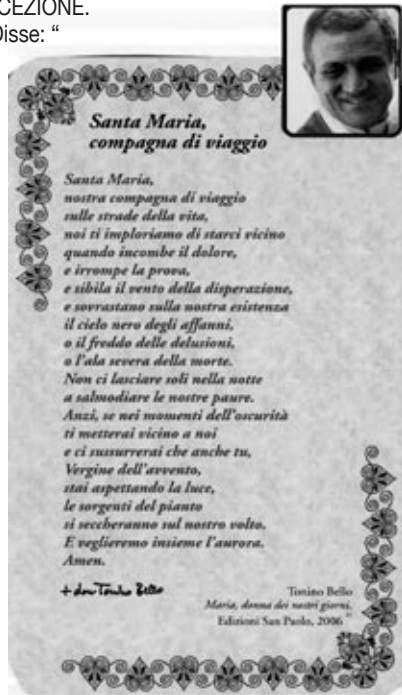 CEZIONE.
Disse: “
Santa Maria,
compagna di viaggio
Santa Maria,
nostra compagna di viaggio
sulle strade della vita,
noi ti imploriamo di starci vicino
quando incombe il dolore,
e irrompe la prova,
e sibila il vento della disperazione,
e sovrastano sulla nostra esistenza
il cielo nero degli affanni,
o il freddo delle delusioni,
o l'ala severa della morte.
Non ci lasciare soli nella notte
a salmodiare le nostre paure.
Anzi, se nei momenti dell'oscurità
ti metterai vicino a noi
e ci sussurrerai che anche tu,
Vergine dell'avvento,
stai aspettando la luce,
le sorgenti del pianto
si seccheranno sul nostro volto.
E veglieremo insieme l'aurora.
Amen.
+ don Tonino Bello
Tonino Bello
Maria, donna dei nostri giorni,
Edizioni San Paolo, 2006